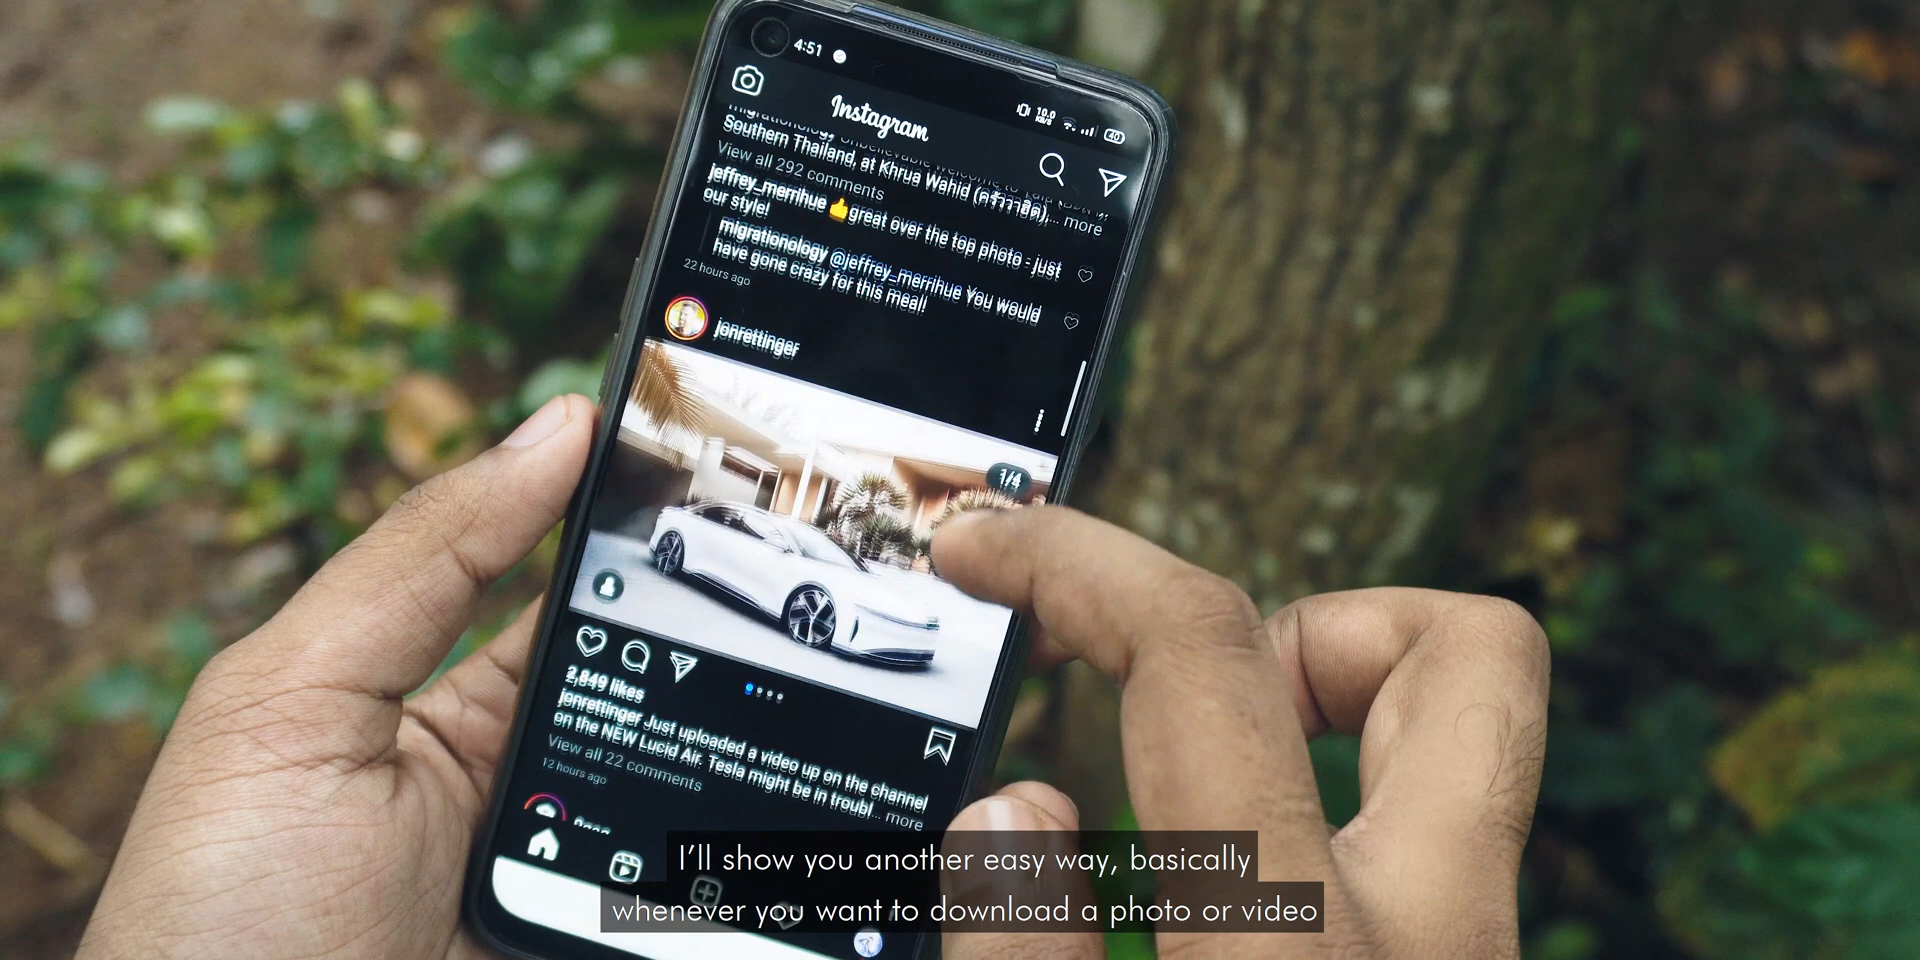 4:51
10.0
KB/s
40
Instagram
Southern Thailand, at Khrua Wahid (ครัววาฮิด),... more
View all 292 comments
jeffrey_merrihue 👍great over the top photo - just
our style!
migrationology @jeffrey_merrihue You would
have gone crazy for this meal!
22 hours ago
jonrettinger
1/4
2,849 likes
jonrettinger Just uploaded a video up on the channel
on the NEW Lucid Air. Tesla might be in troubl... more
View all 22 comments
12 hours ago
I'll show you another easy way, basically
whenever you want to download a photo or video